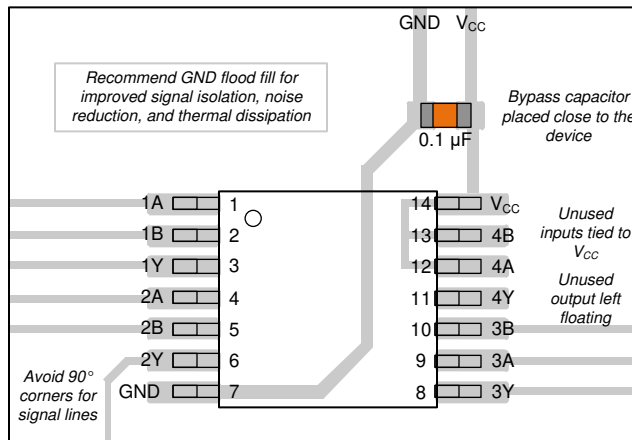 GND VCC
Recommend GND flood fill for
improved signal isolation, noise
reduction, and thermal dissipation
Bypass capacitor
placed close to the
device
0.1 µF
1A 1 14 VCC
1B 2 13 4B
1Y 3 12 4A
2A 4 11 4Y
2B 5 10 3B
2Y 6 9 3A
GND 7 8 3Y
Unused
inputs tied to
VCC
Unused
output left
floating
Avoid 90°
corners for
signal lines